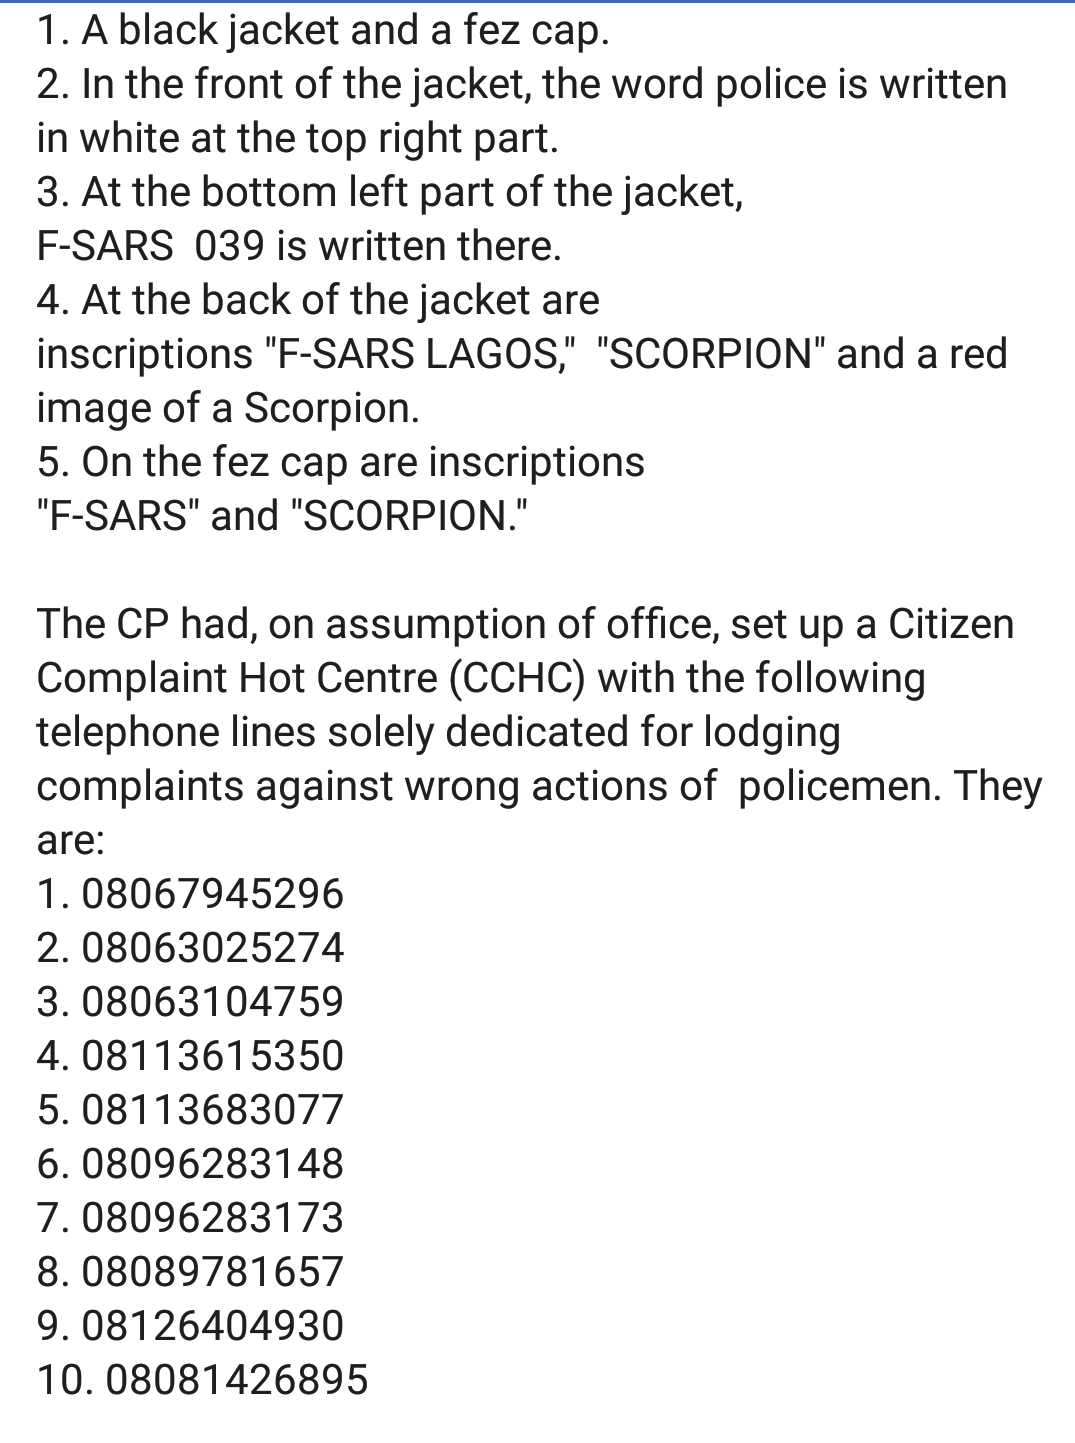 1. A black jacket and a fez cap.
2. In the front of the jacket, the word police is written
in white at the top right part.
3. At the bottom left part of the jacket,
F-SARS  039 is written there.
4. At the back of the jacket are
inscriptions "F-SARS LAGOS,"  "SCORPION" and a red
image of a Scorpion.
5. On the fez cap are inscriptions
"F-SARS" and "SCORPION."

The CP had, on assumption of office, set up a Citizen
Complaint Hot Centre (CCHC) with the following
telephone lines solely dedicated for lodging
complaints against wrong actions of  policemen. They
are:
1. 08067945296
2. 08063025274
3. 08063104759
4. 08113615350
5. 08113683077
6. 08096283148
7. 08096283173
8. 08089781657
9. 08126404930
10. 08081426895